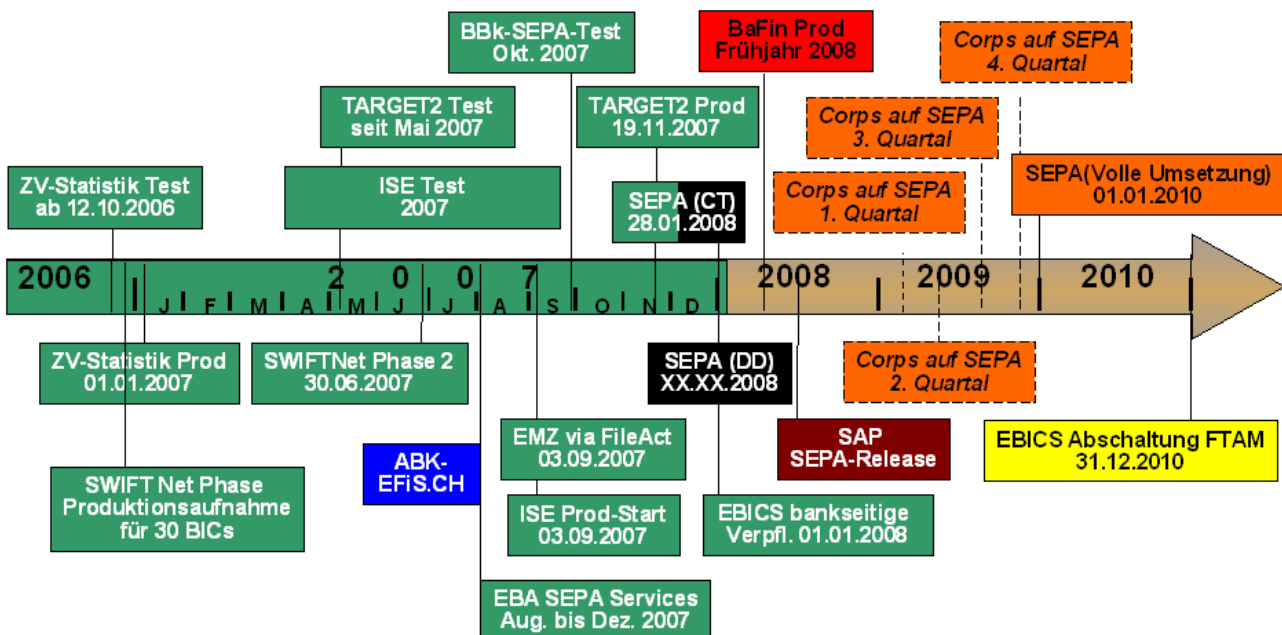 BBk-SEPA-Test
Okt. 2007
BaFin Prod
Frühjahr 2008
Corps auf SEPA
4. Quartal
TARGET2 Test
seit Mai 2007
TARGET2 Prod
19.11.2007
Corps auf SEPA
3. Quartal
ZV-Statistik Test
ab 12.10.2006
ISE Test
2007
SEPA (CT)
28.01.2008
Corps auf SEPA
1. Quartal
SEPA(Volle Umsetzung)
01.01.2010
2006 2 0 0 7 2008 2009 2010
J F M A M J J A S O N D
ZV-Statistik Prod
01.01.2007
SWIFTNet Phase 2
30.06.2007
SEPA (DD)
XX.XX.2008
Corps auf SEPA
2. Quartal
ABK-
EFiS.CH
EMZ via FileAct
03.09.2007
SAP
SEPA-Release
EBICS Abschaltung FTAM
31.12.2010
SWIFT Net Phase
Produktionsaufnahme
für 30 BICs
ISE Prod-Start
03.09.2007
EBICS bankseitige
Verpfl. 01.01.2008
EBA SEPA Services
Aug. bis Dez. 2007